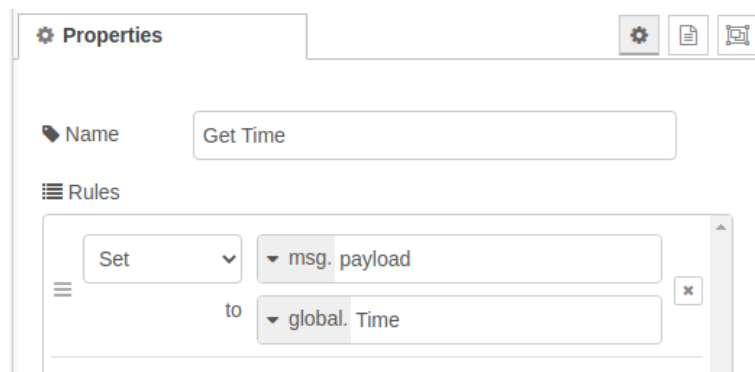 Properties
Name Get Time
Rules
Set msg. payload
to global. Time